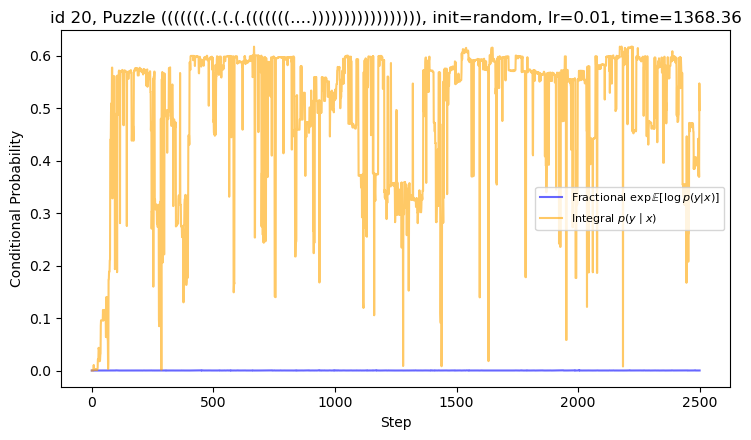 id 20, Puzzle (((((((.(.(.(.(((((((....))))))))))))))))), init=random, lr=0.01, time=1368.36
Conditional Probability
0.6
0.5
0.4
0.3
0.2
0.1
0.0
Fractional exp𝔼[log p(y|x)]
Integral p(y | x)
0
500
1000
1500
2000
2500
Step